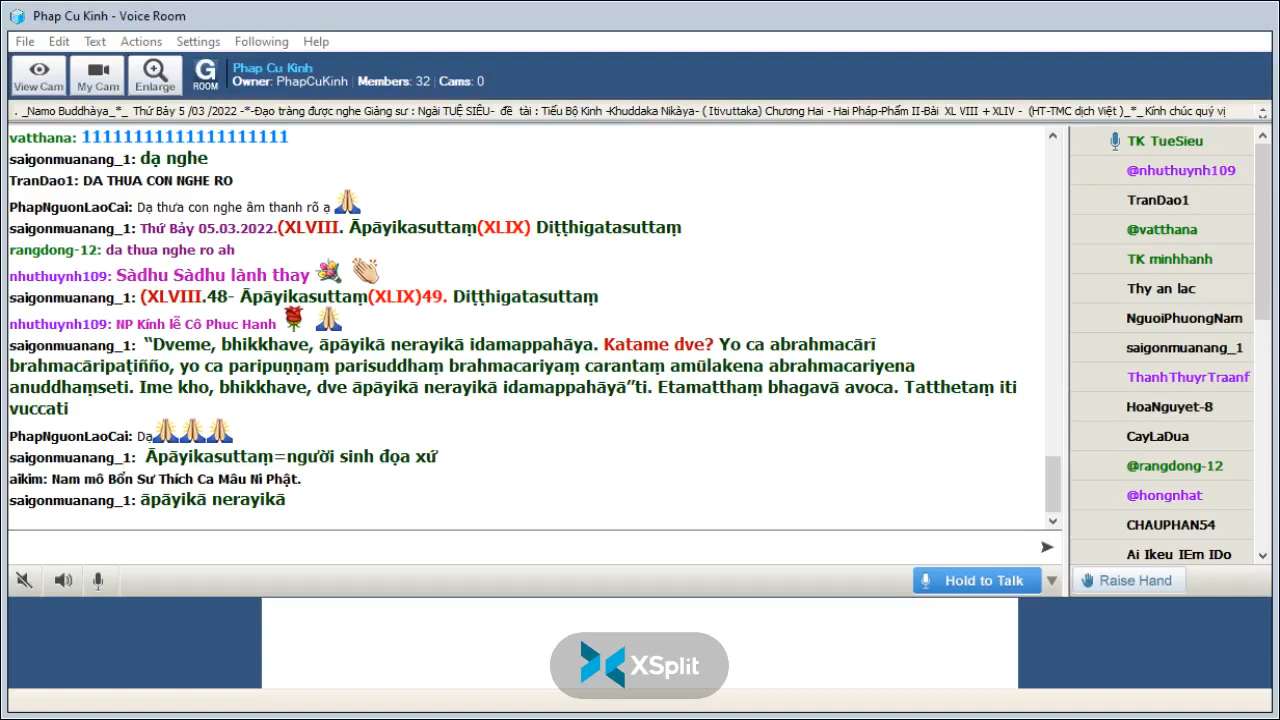 Phap Cu Kinh - Voice Room
File Edit Text Actions Settings Following Help
View Cam My Cam Enlarge G ROOM
Phap Cu Kinh
Owner: PhapCuKinh | Members: 32 | Cams: 0
. _Namo Buddhàya_*_ Thứ Bảy 5 /03 /2022 -*-Đạo tràng được nghe Giảng sư : Ngài TUỆ SIÊU- đề tài : Tiểu Bộ Kinh -Khuddaka Nikàya- ( Itivuttaka) Chương Hai - Hai Pháp-Phẩm II-Bài XL VIII + XLIV - (HT-TMC dịch Việt )_*_Kính chúc quý vị
vatthana: 11111111111111111111
saigonmuanang_1: dạ nghe
TranDao1: DA THUA CON NGHE RO
PhapNguonLaoCai: Dạ thưa con nghe âm thanh rõ ạ
saigonmuanang_1: Thứ Bảy 05.03.2022.(XLVIII. Āpāyikasuttaṃ(XLIX) Diṭṭhigatasuttaṃ
rangdong-12: da thua nghe ro ah
nhuthuynh109: Sàdhu Sàdhu lành thay
saigonmuanang_1: (XLVIII.48- Āpāyikasuttaṃ(XLIX)49. Diṭṭhigatasuttaṃ
nhuthuynh109: NP Kính lễ Cô Phuc Hanh
saigonmuanang_1: “Dveme, bhikkhave, āpāyikā nerayikā idamappahāya. Katame dve? Yo ca abrahmacārī
brahmacāripaṭiñño, yo ca paripuṇṇaṃ parisuddhaṃ brahmacariyaṃ carantaṃ amūlakena abrahmacariyena
anuddhaṃseti. Ime kho, bhikkhave, dve āpāyikā nerayikā idamappahāyā”ti. Etamatthaṃ bhagavā avoca. Tatthetaṃ iti
vuccati
PhapNguonLaoCai: Dạ
saigonmuanang_1: Āpāyikasuttaṃ=người sinh đọa xứ
aikim: Nam mô Bổn Sư Thích Ca Mâu Ni Phật.
saigonmuanang_1: āpāyikā nerayikā
TK TueSieu
@nhuthuynh109
TranDao1
@vatthana
TK minhhanh
Thy an lac
NguoiPhuongNam
saigonmuanang_1
ThanhThuyrTraanf
HoaNguyet-8
CayLaDua
@rangdong-12
@hongnhat
CHAUPHAN54
Ai Ikeu IEm IDo
Hold to Talk
Raise Hand
XSplit